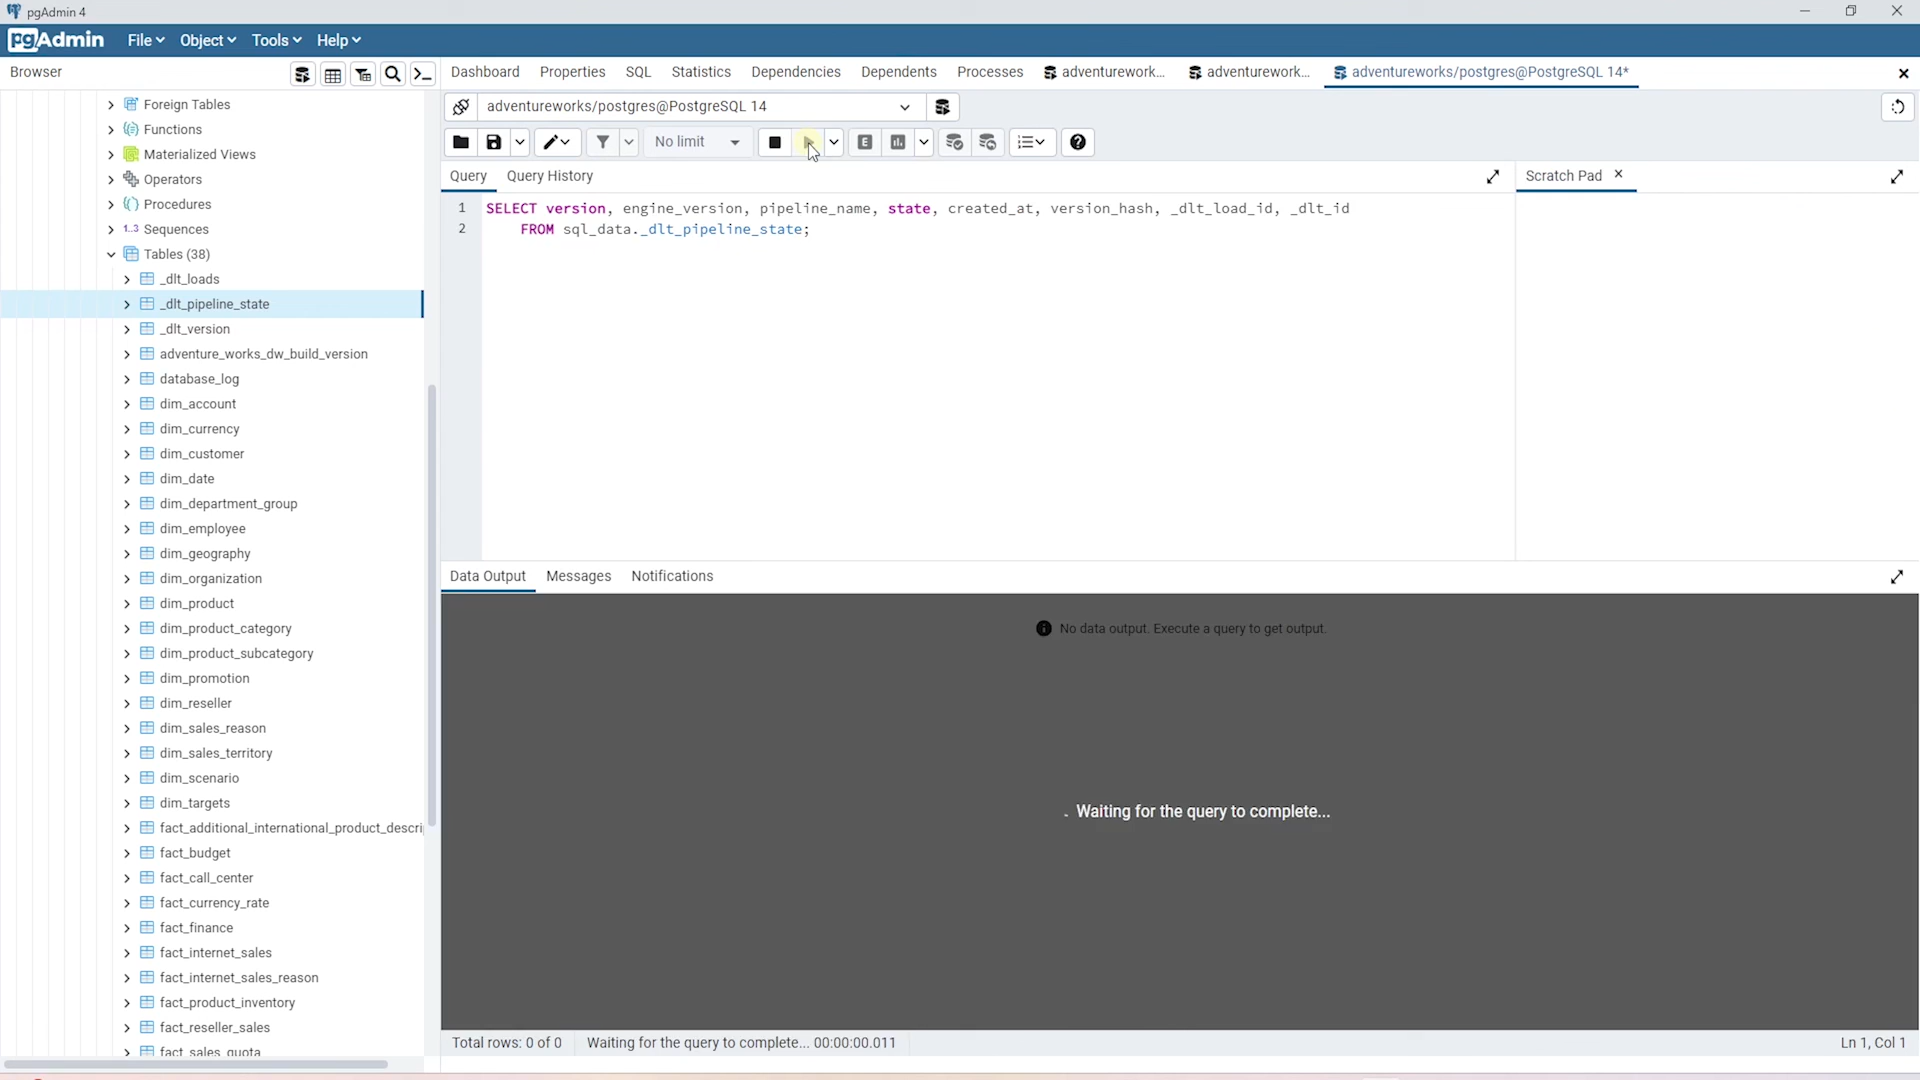 pgAdmin 4
pgAdmin File Object Tools Help
Browser
Dashboard Properties SQL Statistics Dependencies Dependents Processes adventurework... adventurework... adventureworks/postgres@PostgreSQL 14*
adventureworks/postgres@PostgreSQL 14
No limit
E
Query Query History
Scratch Pad
1 SELECT version, engine_version, pipeline_name, state, created_at, version_hash, _dlt_load_id, _dlt_id
2 FROM sql_data._dlt_pipeline_state;
Foreign Tables
Functions
Materialized Views
Operators
Procedures
1..3 Sequences
Tables (38)
_dlt_loads
_dlt_pipeline_state
_dlt_version
adventure_works_dw_build_version
database_log
dim_account
dim_currency
dim_customer
dim_date
dim_department_group
dim_employee
dim_geography
dim_organization
dim_product
dim_product_category
dim_product_subcategory
dim_promotion
dim_reseller
dim_sales_reason
dim_sales_territory
dim_scenario
dim_targets
fact_additional_international_product_descri
fact_budget
fact_call_center
fact_currency_rate
fact_finance
fact_internet_sales
fact_internet_sales_reason
fact_product_inventory
fact_reseller_sales
fact_sales_quota
Data Output Messages Notifications
No data output. Execute a query to get output.
Waiting for the query to complete...
Total rows: 0 of 0 Waiting for the query to complete... 00:00:00.011
Ln 1, Col 1